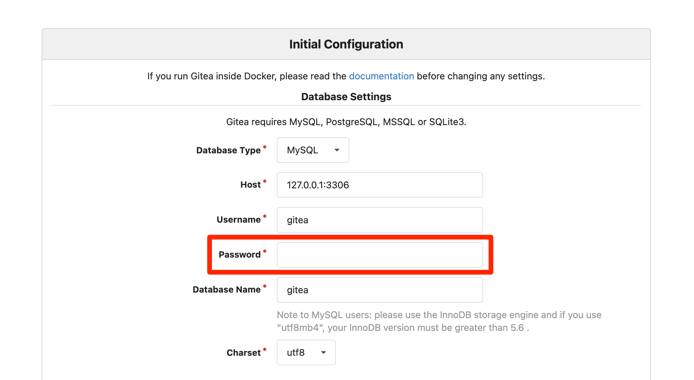 Initial Configuration
If you run Gitea inside Docker, please read the documentation before changing any settings.
Database Settings
Gitea requires MySQL, PostgreSQL, MSSQL or SQLite3.
Database Type* MySQL
Host* 127.0.0.1:3306
Username* gitea
Password*
Database Name* gitea
Note to MySQL users: please use the InnoDB storage engine and if you use
"utf8mb4", your InnoDB version must be greater than 5.6 .
Charset* utf8